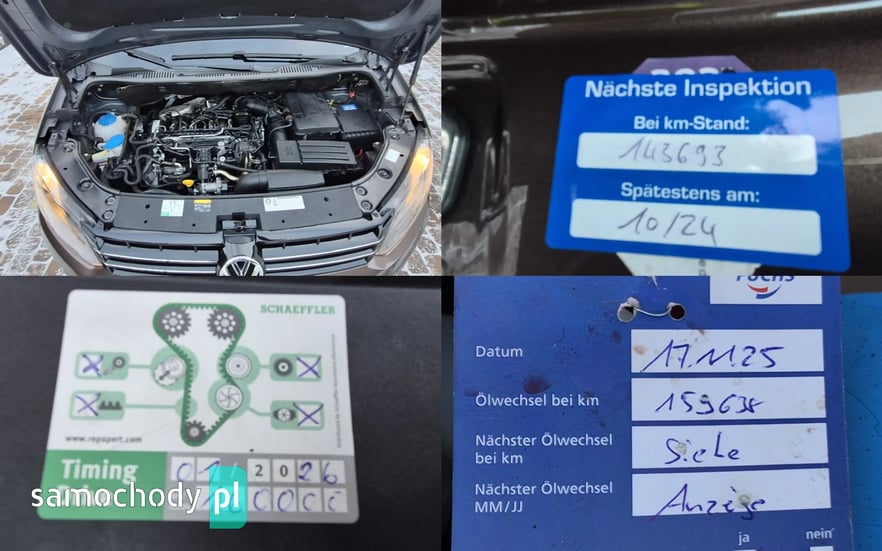 Nächste Inspektion
Bei km-Stand:
143693
Spätestens am:
10/24
SCHAEFFLER
www.repxpert.com
Timing
01 2026
samochody.pl
Fuchs
Datum
17.11.25
Ölwechsel bei km
159638
Nächster Ölwechsel
bei km
Siehe
Nächster Ölwechsel
MM/JJ
Anzeige
ja nein